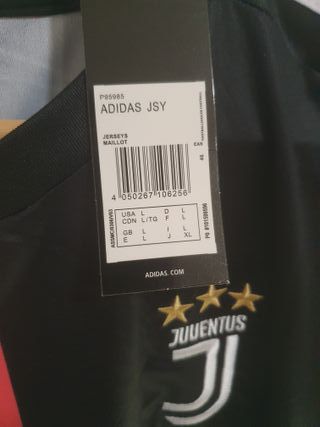 P95985
ADIDAS JSY
JERSEYS
MAILLOT
4 050267 106256
USA L D L
CDN L/TG F L
GB L I L
E L J XL
ADIDAS.COM
JUVENTUS
J